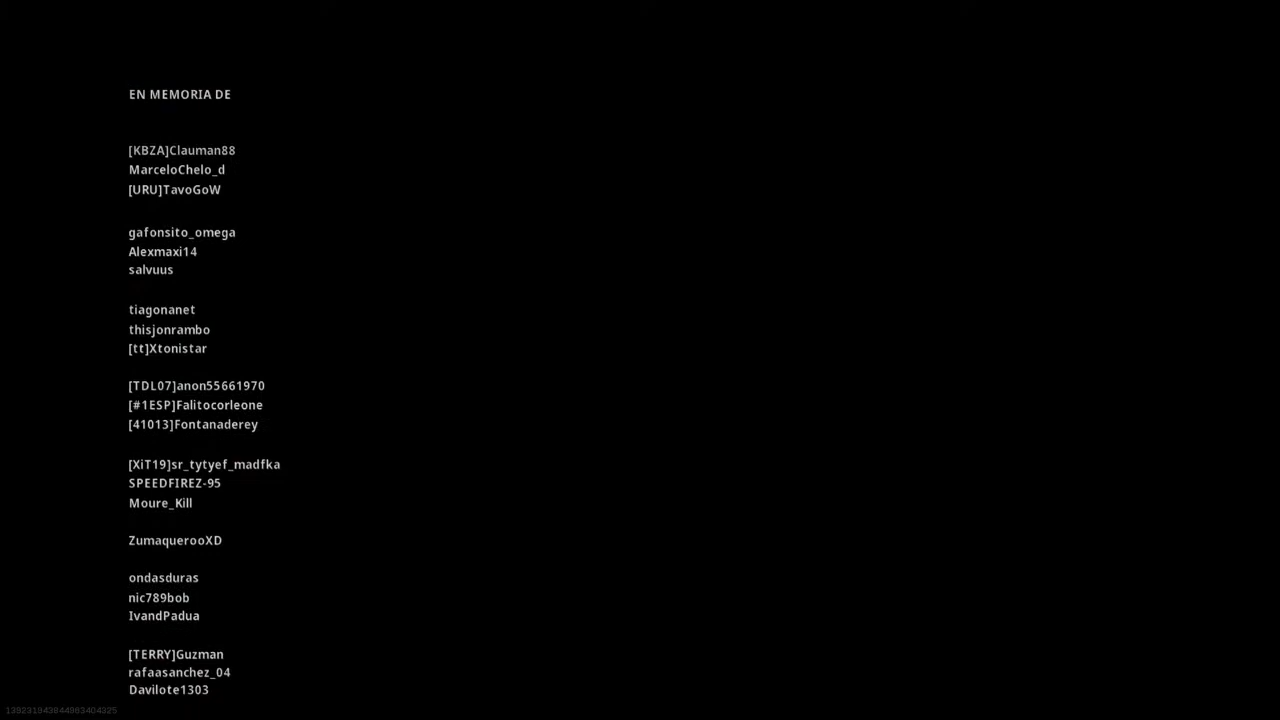 EN MEMORIA DE
[KBZA]Clauman88
MarceloChelo_d
[URU]TavoGoW
gafonsito_omega
Alexmaxi14
salvuus
tiagonanet
thisjonrambo
[tt]Xtonistar
[TDL07]anon55661970
[#1ESP]Falitocorleone
[41013]Fontanaderey
[XiT19]sr_tytyef_madfka
SPEEDFIREZ-95
Moure_Kill
ZumaquerooXD
ondasduras
nic789bob
IvandPadua
[TERRY]Guzman
rafaasanchez_04
Davilote1303